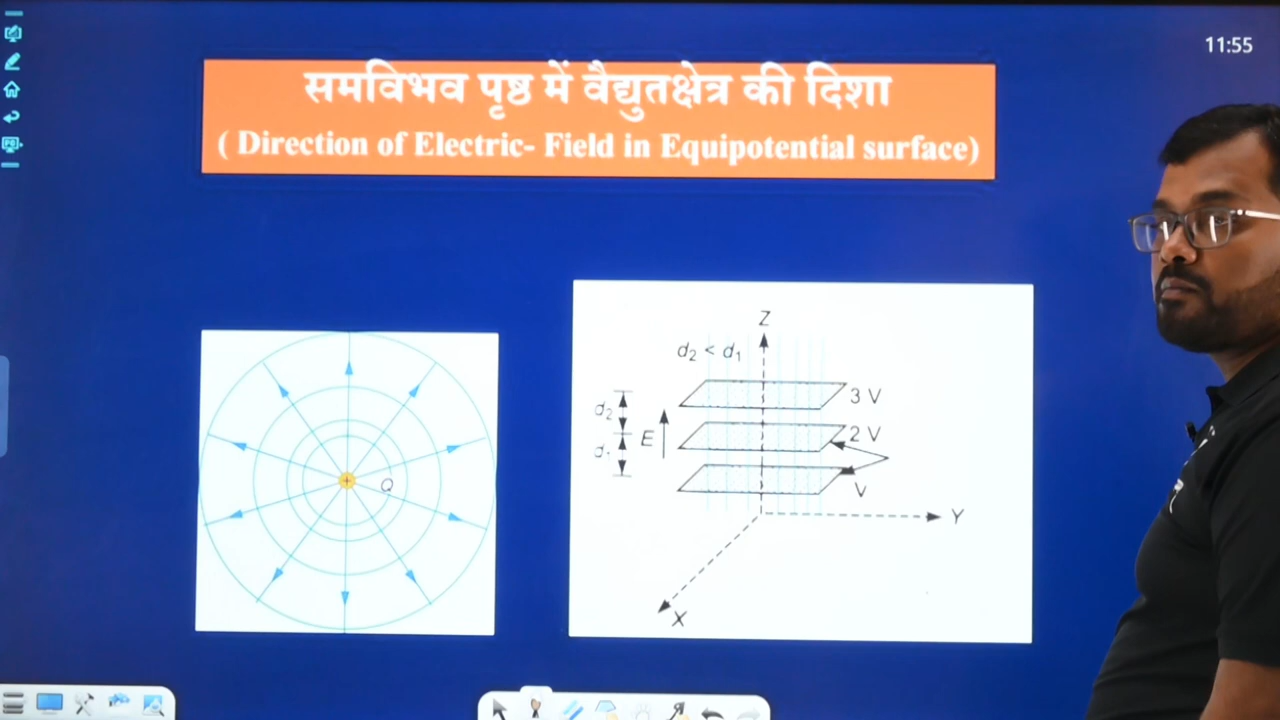 11:55
समविभव पृष्ठ में वैद्युतक्षेत्र की दिशा
( Direction of Electric- Field in Equipotential surface)
Z
d₂ < d₁
3 V
d₂
E
2 V
d₁
V
Y
X
Q
+